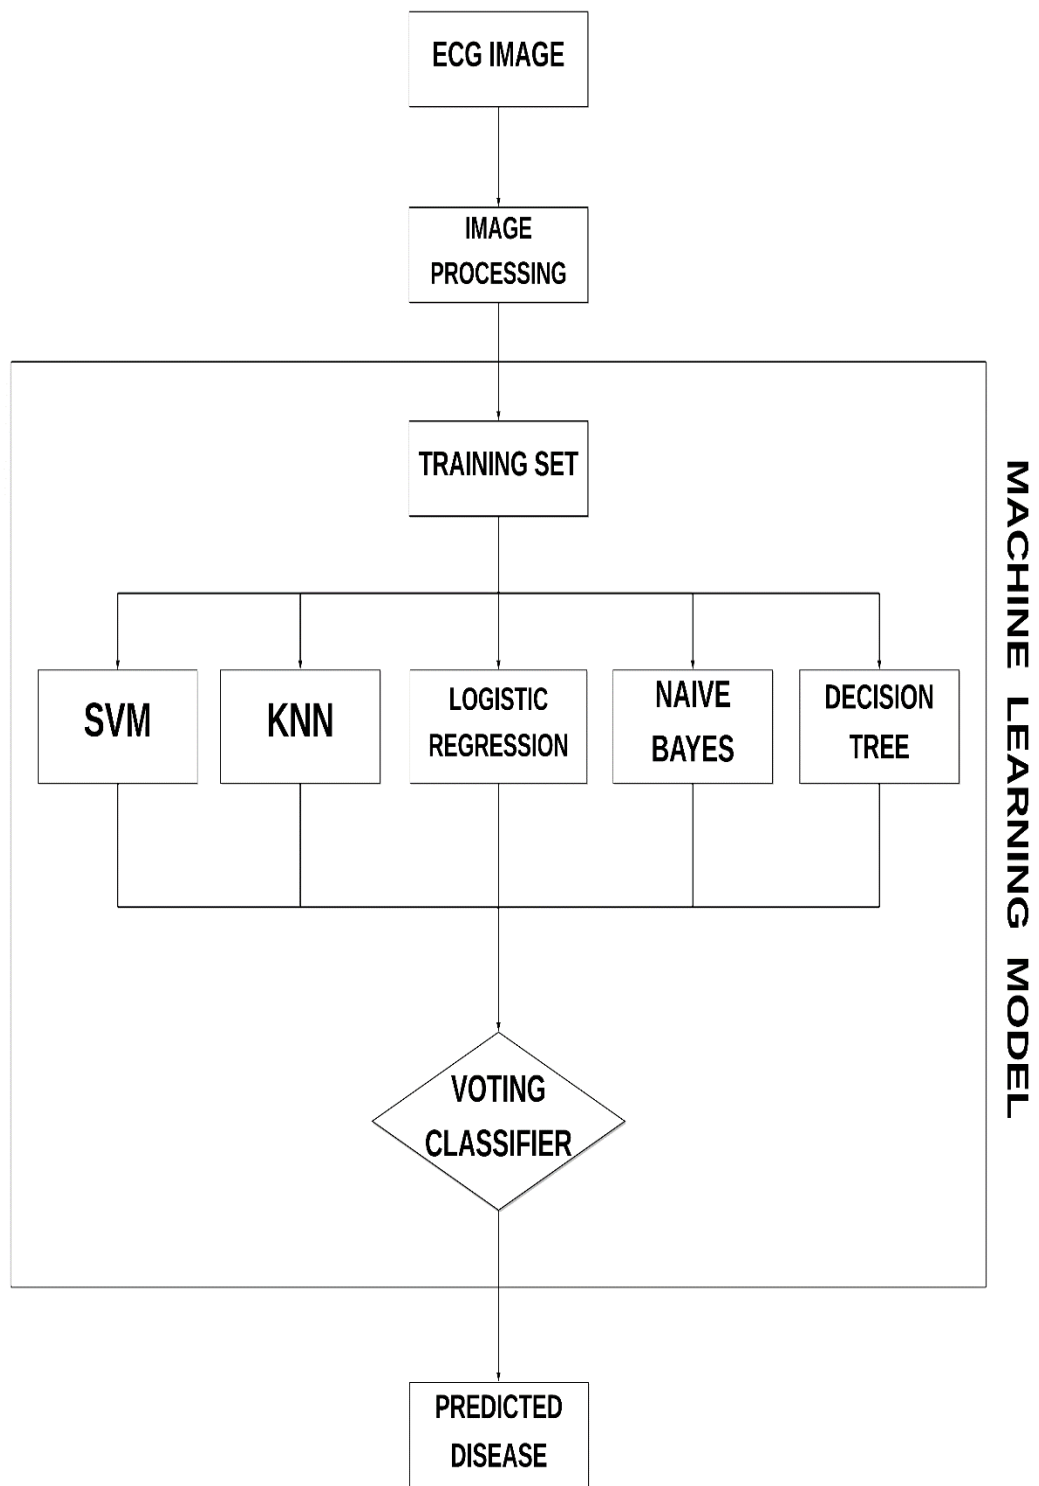 ECG IMAGE
IMAGE
PROCESSING
TRAINING SET
SVM
KNN
LOGISTIC
REGRESSION
NAIVE
BAYES
DECISION
TREE
VOTING
CLASSIFIER
PREDICTED
DISEASE
MACHINE LEARNING MODEL